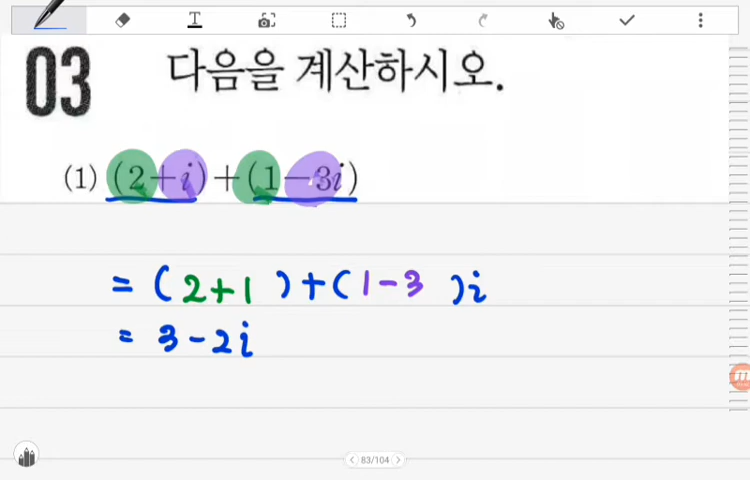 T
03 다음을 계산하시오.
(1) (2+i)+(1−3i)
= (2+1)+(1-3)i
= 3-2i
< 83/104 >